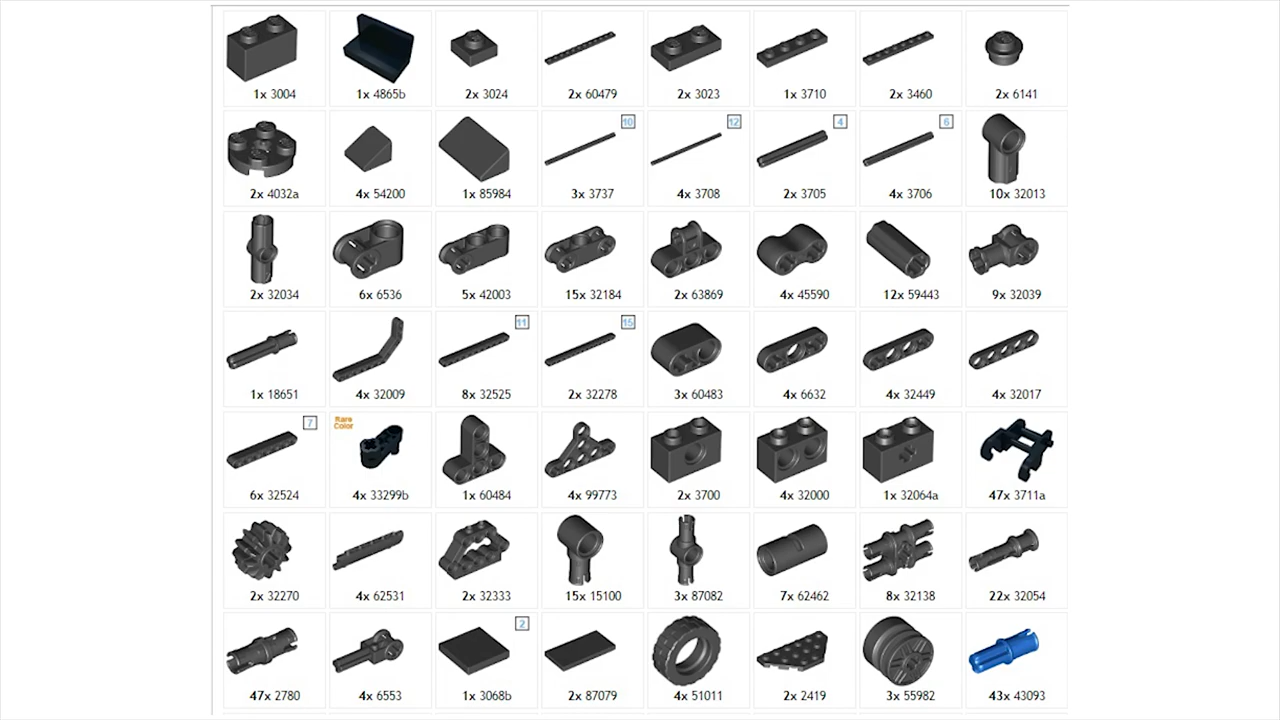 1x 3004 1x 4865b 2x 3024 2x 60479 2x 3023 1x 3710 2x 3460 2x 6141
10 12 4 6
2x 4032a 4x 54200 1x 85984 3x 3737 4x 3708 2x 3705 4x 3706 10x 32013
2x 32034 6x 6536 5x 42003 15x 32184 2x 63869 4x 45590 12x 59443 9x 32039
11 15
1x 18651 4x 32009 8x 32525 2x 32278 3x 60483 4x 6632 4x 32449 4x 32017
7 Rare
Color
6x 32524 4x 33299b 1x 60484 4x 99773 2x 3700 4x 32000 1x 32064a 47x 3711a
2x 32270 4x 62531 2x 32333 15x 15100 3x 87082 7x 62462 8x 32138 22x 32054
2
47x 2780 4x 6553 1x 3068b 2x 87079 4x 51011 2x 2419 3x 55982 43x 43093